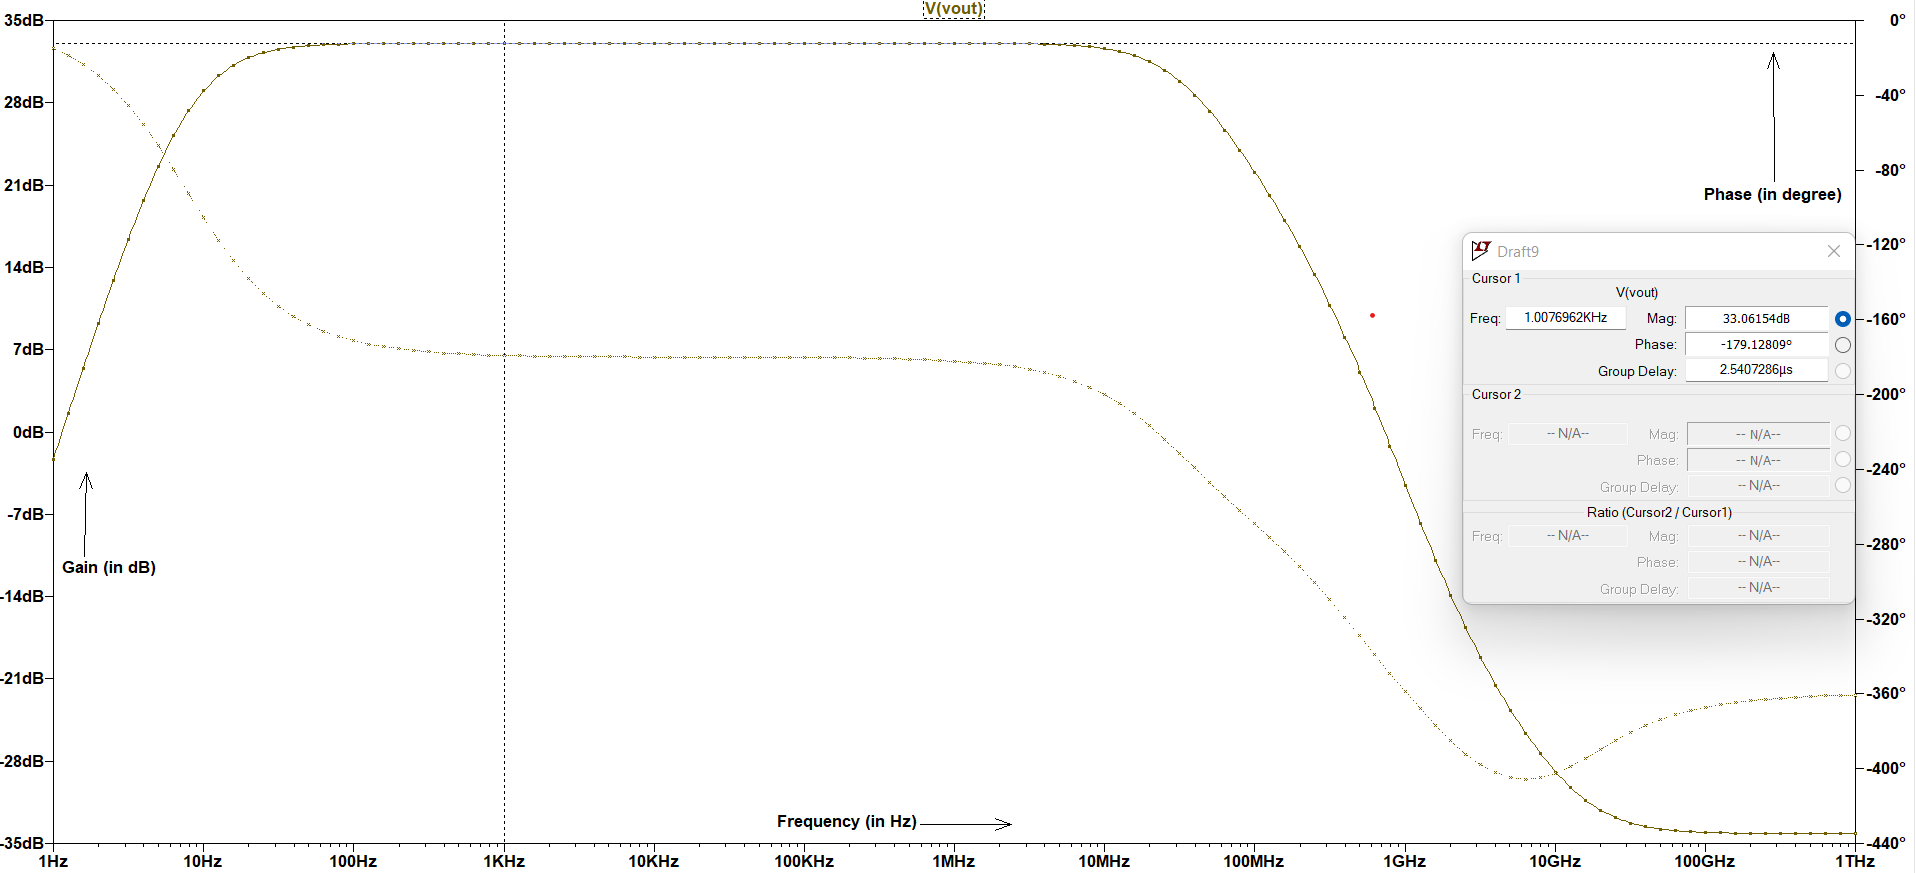 V(vout)
35dB
28dB
21dB
14dB
7dB
0dB
-7dB
-14dB
-21dB
-28dB
-35dB
0°
-40°
-80°
-120°
-160°
-200°
-240°
-280°
-320°
-360°
-400°
-440°
Phase (in degree)
Gain (in dB)
Frequency (in Hz)
1Hz 10Hz 100Hz 1KHz 10KHz 100KHz 1MHz 10MHz 100MHz 1GHz 10GHz 100GHz 1THz
Draft9
Cursor 1
V(vout)
Freq: 1.0076962KHz Mag: 33.06154dB
Phase: -179.12809°
Group Delay: 2.5407286µs
Cursor 2
Freq: -- N/A-- Mag: -- N/A--
Phase: -- N/A--
Group Delay: -- N/A--
Ratio (Cursor2 / Cursor1)
Freq: -- N/A-- Mag: -- N/A--
Phase: -- N/A--
Group Delay: -- N/A--